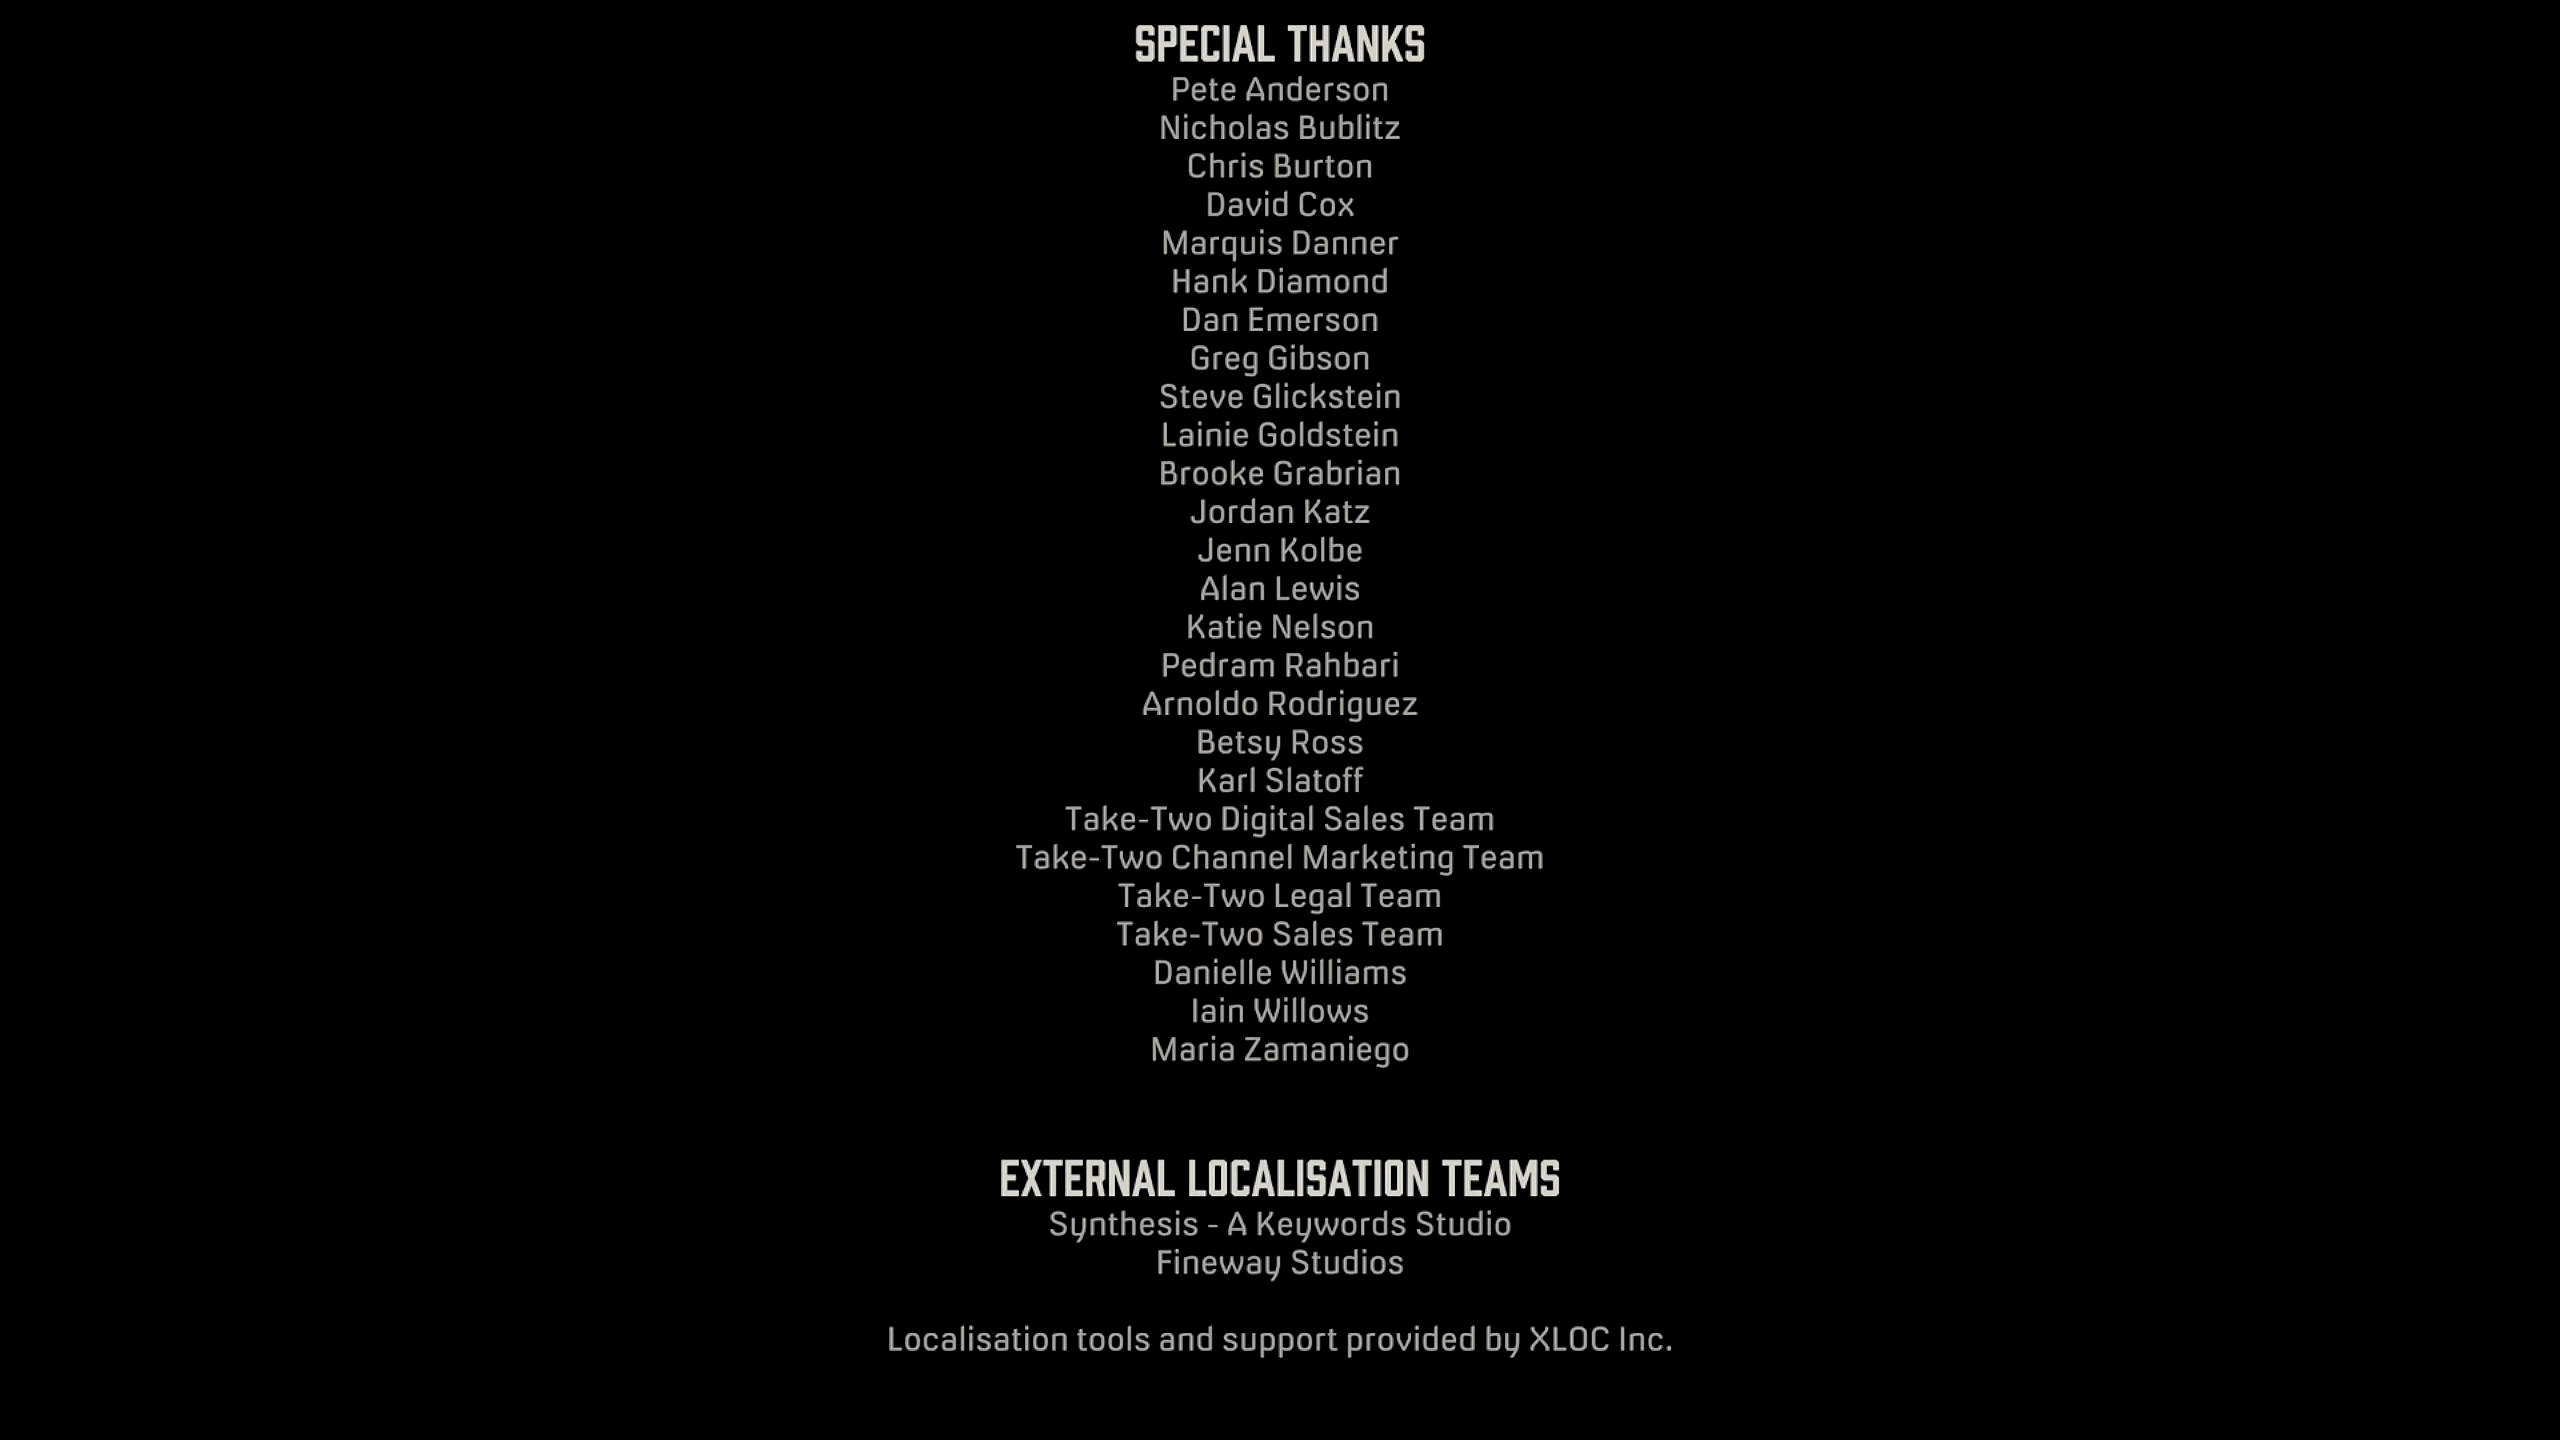 SPECIAL THANKS
Pete Anderson
Nicholas Bublitz
Chris Burton
David Cox
Marquis Danner
Hank Diamond
Dan Emerson
Greg Gibson
Steve Glickstein
Lainie Goldstein
Brooke Grabrian
Jordan Katz
Jenn Kolbe
Alan Lewis
Katie Nelson
Pedram Rahbari
Arnoldo Rodriguez
Betsy Ross
Karl Slatoff
Take-Two Digital Sales Team
Take-Two Channel Marketing Team
Take-Two Legal Team
Take-Two Sales Team
Danielle Williams
Iain Willows
Maria Zamaniego
EXTERNAL LOCALISATION TEAMS
Synthesis - A Keywords Studio
Fineway Studios
Localisation tools and support provided by XLOC Inc.